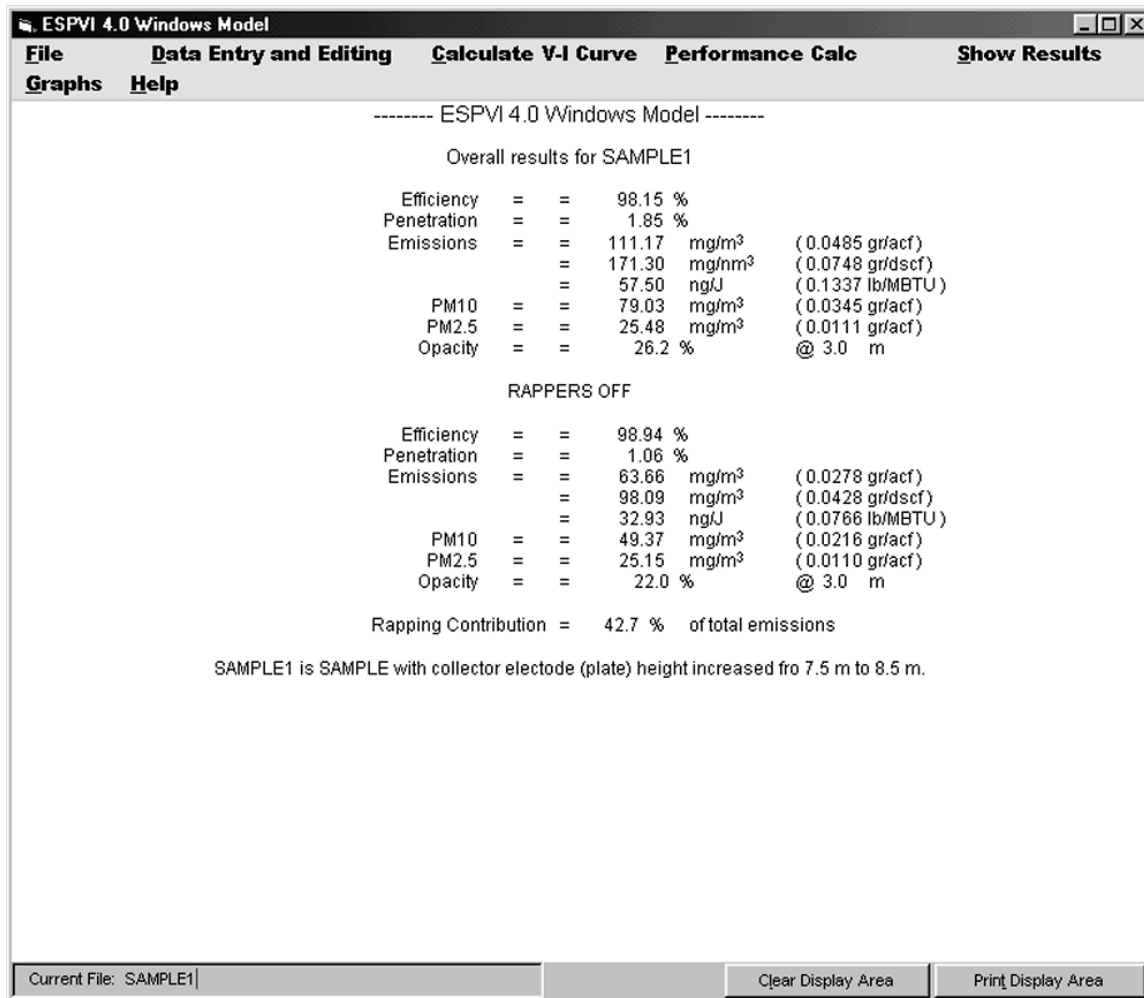 ESPVI 4.0 Windows Model
File Data Entry and Editing Calculate V-I Curve Performance Calc Show Results
Graphs Help
-------- ESPVI 4.0 Windows Model --------
Overall results for SAMPLE1
Efficiency = = 98.15 %
Penetration = = 1.85 %
Emissions = = 111.17 mg/m³ ( 0.0485 gr/acf)
= 171.30 mg/nm³ ( 0.0748 gr/dscf)
= 57.50 ng/J ( 0.1337 lb/MBTU )
PM10 = = 79.03 mg/m³ ( 0.0345 gr/acf)
PM2.5 = = 25.48 mg/m³ ( 0.0111 gr/acf)
Opacity = = 26.2 % @ 3.0 m
RAPPERS OFF
Efficiency = = 98.94 %
Penetration = = 1.06 %
Emissions = = 63.66 mg/m³ ( 0.0278 gr/acf)
= 98.09 mg/m³ ( 0.0428 gr/dscf)
= 32.93 ng/J ( 0.0766 lb/MBTU )
PM10 = = 49.37 mg/m³ ( 0.0216 gr/acf)
PM2.5 = = 25.15 mg/m³ ( 0.0110 gr/acf)
Opacity = = 22.0 % @ 3.0 m
Rapping Contribution = 42.7 % of total emissions
SAMPLE1 is SAMPLE with collector electode (plate) height increased fro 7.5 m to 8.5 m.
Current File: SAMPLE1 Clear Display Area Print Display Area